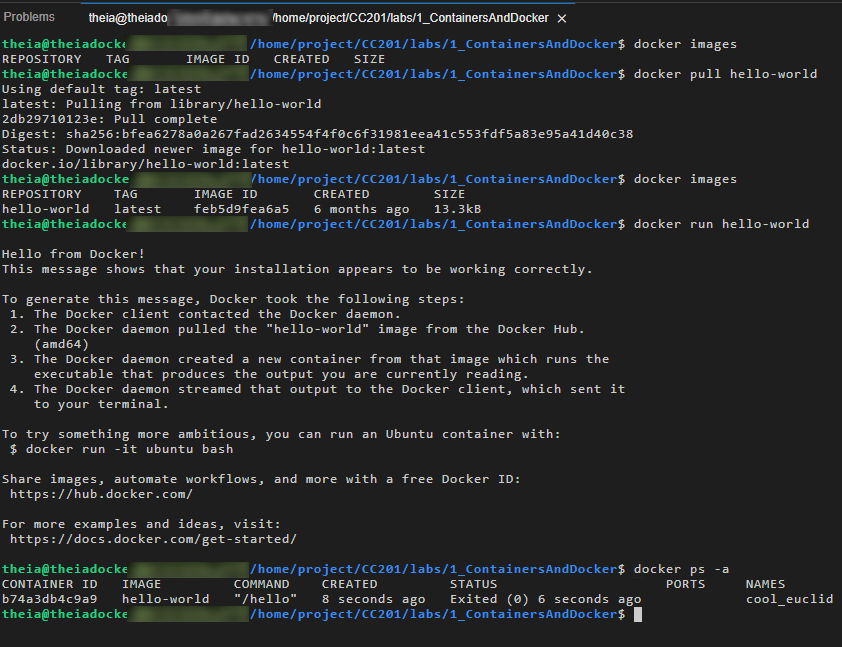 Problems theia@theiado /home/project/CC201/labs/1_ContainersAndDocker ×
theia@theiadocke /home/project/CC201/labs/1_ContainersAndDocker$ docker images
REPOSITORY TAG IMAGE ID CREATED SIZE
theia@theiadocke /home/project/CC201/labs/1_ContainersAndDocker$ docker pull hello-world
Using default tag: latest
latest: Pulling from library/hello-world
2db29710123e: Pull complete
Digest: sha256:bfea6278a0a267fad2634554f4f0c6f31981eea41c553fdf5a83e95a41d40c38
Status: Downloaded newer image for hello-world:latest
docker.io/library/hello-world:latest
theia@theiadocke /home/project/CC201/labs/1_ContainersAndDocker$ docker images
REPOSITORY TAG IMAGE ID CREATED SIZE
hello-world latest feb5d9fea6a5 6 months ago 13.3kB
theia@theiadocke /home/project/CC201/labs/1_ContainersAndDocker$ docker run hello-world
Hello from Docker!
This message shows that your installation appears to be working correctly.
To generate this message, Docker took the following steps:
1. The Docker client contacted the Docker daemon.
2. The Docker daemon pulled the "hello-world" image from the Docker Hub.
(amd64)
3. The Docker daemon created a new container from that image which runs the
executable that produces the output you are currently reading.
4. The Docker daemon streamed that output to the Docker client, which sent it
to your terminal.
To try something more ambitious, you can run an Ubuntu container with:
$ docker run -it ubuntu bash
Share images, automate workflows, and more with a free Docker ID:
https://hub.docker.com/
For more examples and ideas, visit:
https://docs.docker.com/get-started/
theia@theiadocke /home/project/CC201/labs/1_ContainersAndDocker$ docker ps -a
CONTAINER ID IMAGE COMMAND CREATED STATUS PORTS NAMES
b74a3db4c9a9 hello-world "/hello" 8 seconds ago Exited (0) 6 seconds ago cool_euclid
theia@theiadocke /home/project/CC201/labs/1_ContainersAndDocker$